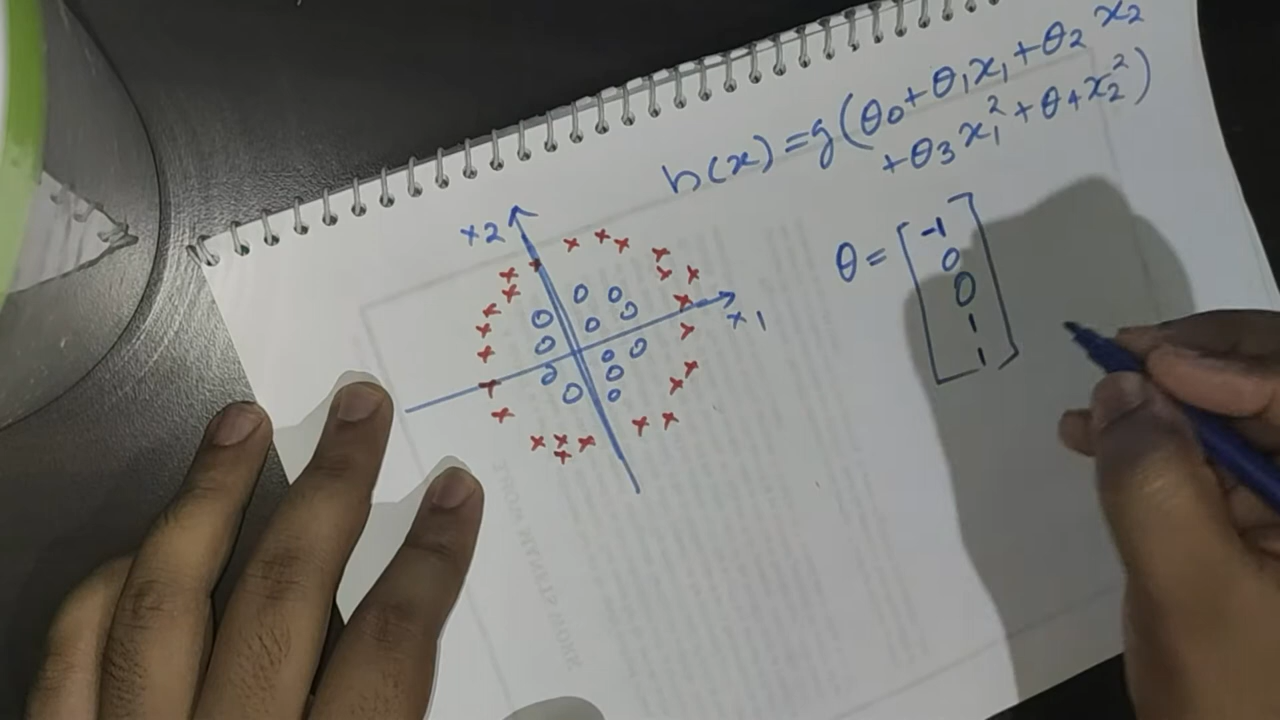 h(x) = g(θ0 + θ1x1 + θ2 x2
+ θ3 x1² + θ4 x2²)
x2
x1
θ = [-1
0
0
1
1]